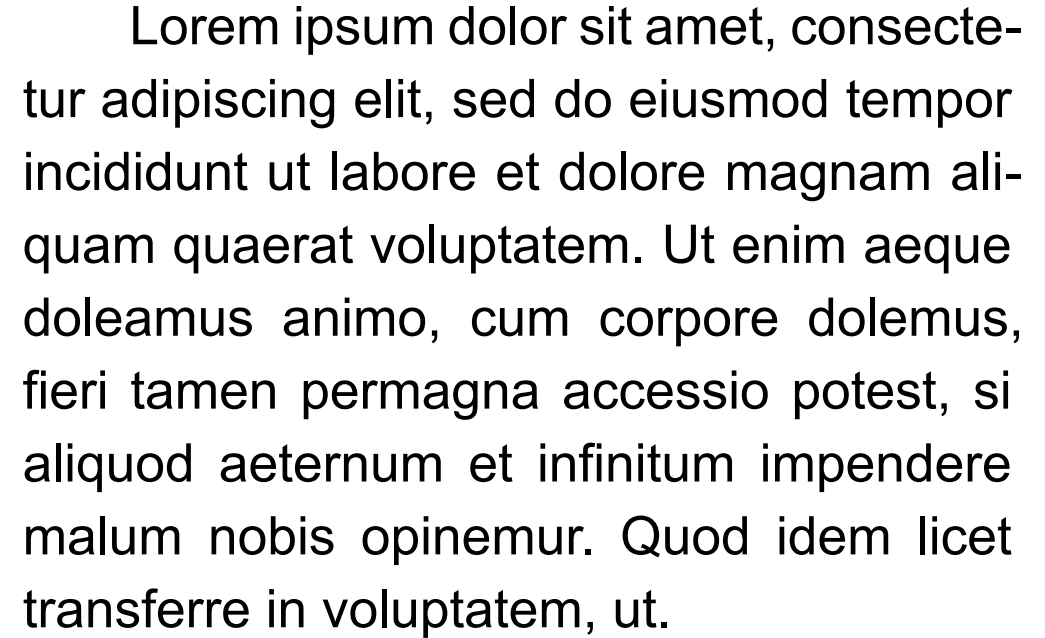 Lorem ipsum dolor sit amet, consecte-
tur adipiscing elit, sed do eiusmod tempor
incididunt ut labore et dolore magnam ali-
quam quaerat voluptatem. Ut enim aeque
doleamus animo, cum corpore dolemus,
fieri tamen permagna accessio potest, si
aliquod aeternum et infinitum impendere
malum nobis opinemur. Quod idem licet
transferre in voluptatem, ut.